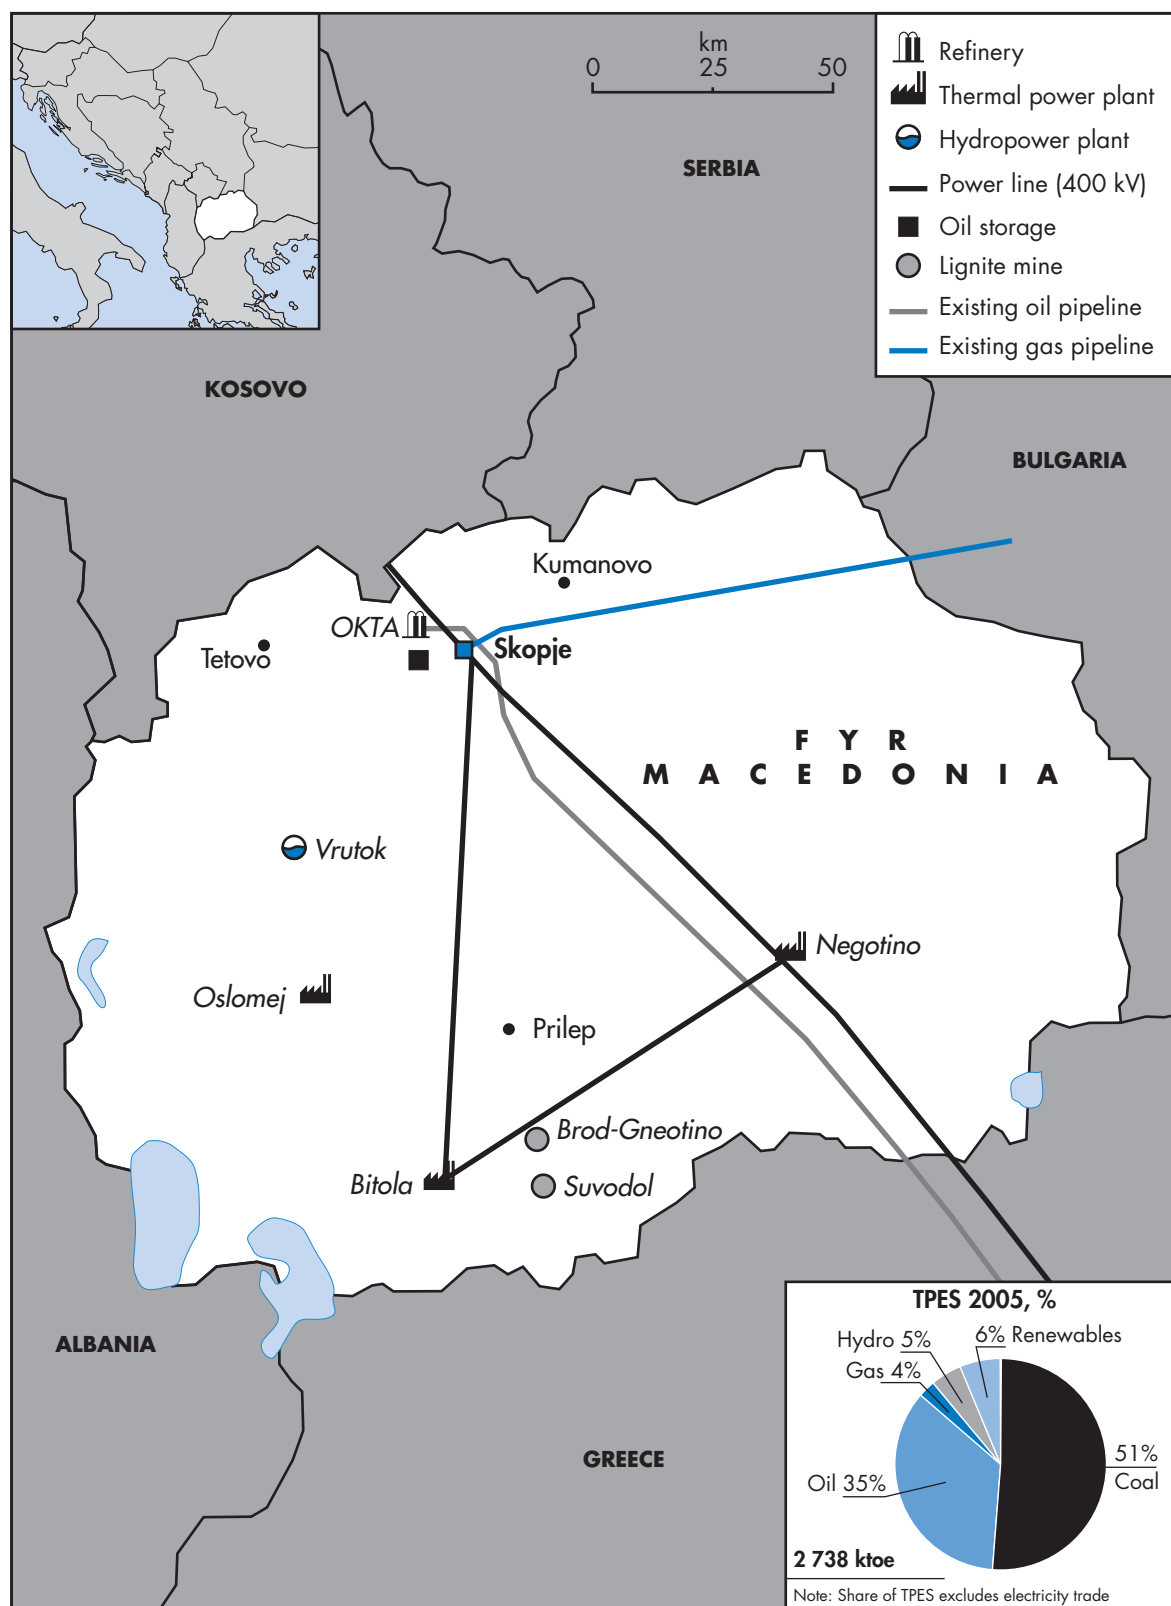 km
0 25 50
Refinery
Thermal power plant
Hydropower plant
Power line (400 kV)
Oil storage
Lignite mine
Existing oil pipeline
Existing gas pipeline
SERBIA
KOSOVO
BULGARIA
Kumanovo
OKTA
Skopje
Tetovo
F Y R
M A C E D O N I A
Vrutok
Negotino
Oslomej
Prilep
Brod-Gneotino
Bitola
Suvodol
ALBANIA
GREECE
TPES 2005, %
Hydro 5%
6% Renewables
Gas 4%
51%
Coal
Oil 35%
2 738 ktoe
Note: Share of TPES excludes electricity trade